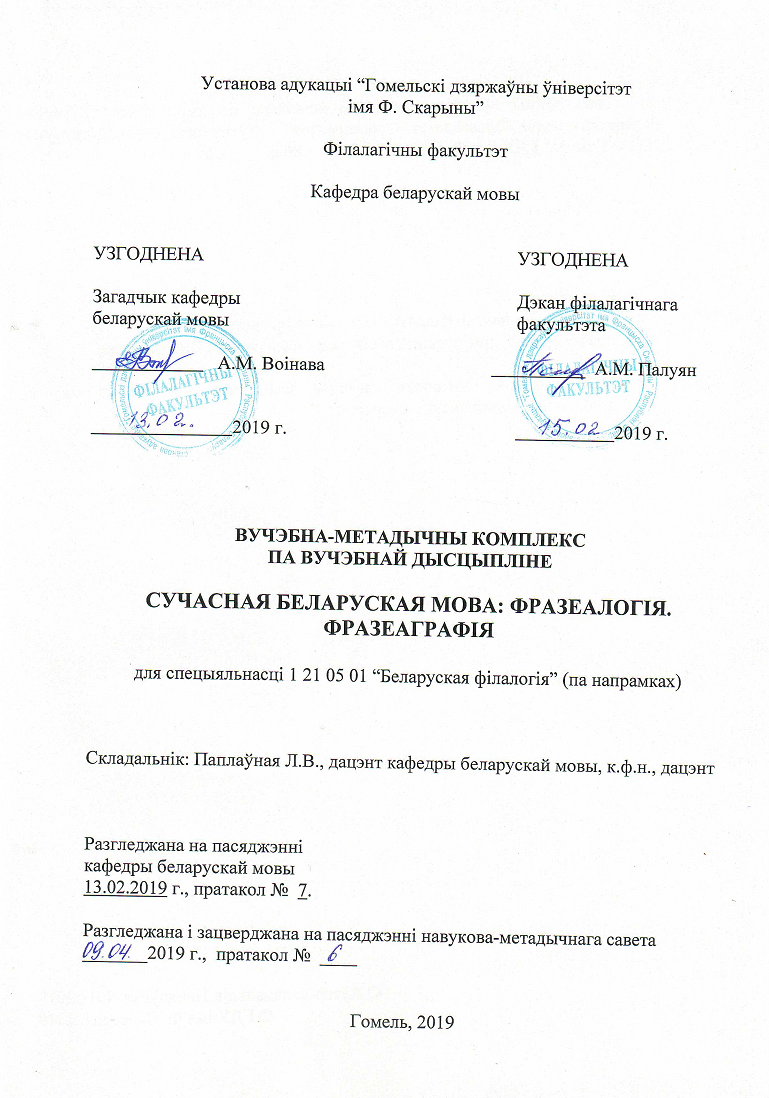 Установа адукацыі “Гомельскі дзяржаўны ўніверсітэт
імя Ф. Скарыны”
Філалагічны факультэт
Кафедра беларускай мовы
УЗГОДНЕНА
Загадчык кафедры
беларускай мовы
А.М. Воінава
ФІЛАЛАГІЧНЫ
ФАКУЛЬТЭТ
13.02. 2019 г.
УЗГОДНЕНА
Дэкан філалагічнага
факультэта
А.М. Палуян
ФІЛАЛАГІЧНЫ
ФАКУЛЬТЭТ
15.02 2019 г.
ВУЧЭБНА-МЕТАДЫЧНЫ КОМПЛЕКС
ПА ВУЧЭБНАЙ ДЫСЦЫПЛІНЕ
СУЧАСНАЯ БЕЛАРУСКАЯ МОВА: ФРАЗЕАЛОГІЯ.
ФРАЗЕАГРАФІЯ
для спецыяльнасці 1 21 05 01 “Беларуская філалогія” (па напрамках)
Складальнік: Паплаўная Л.В., дацэнт кафедры беларускай мовы, к.ф.н., дацэнт
Разгледжана на пасяджэнні
кафедры беларускай мовы
13.02.2019 г., пратакол № 7.
Разгледжана і зацверджана на пасяджэнні навукова-метадычнага савета
09.04. 2019 г., пратакол № 6
Гомель, 2019